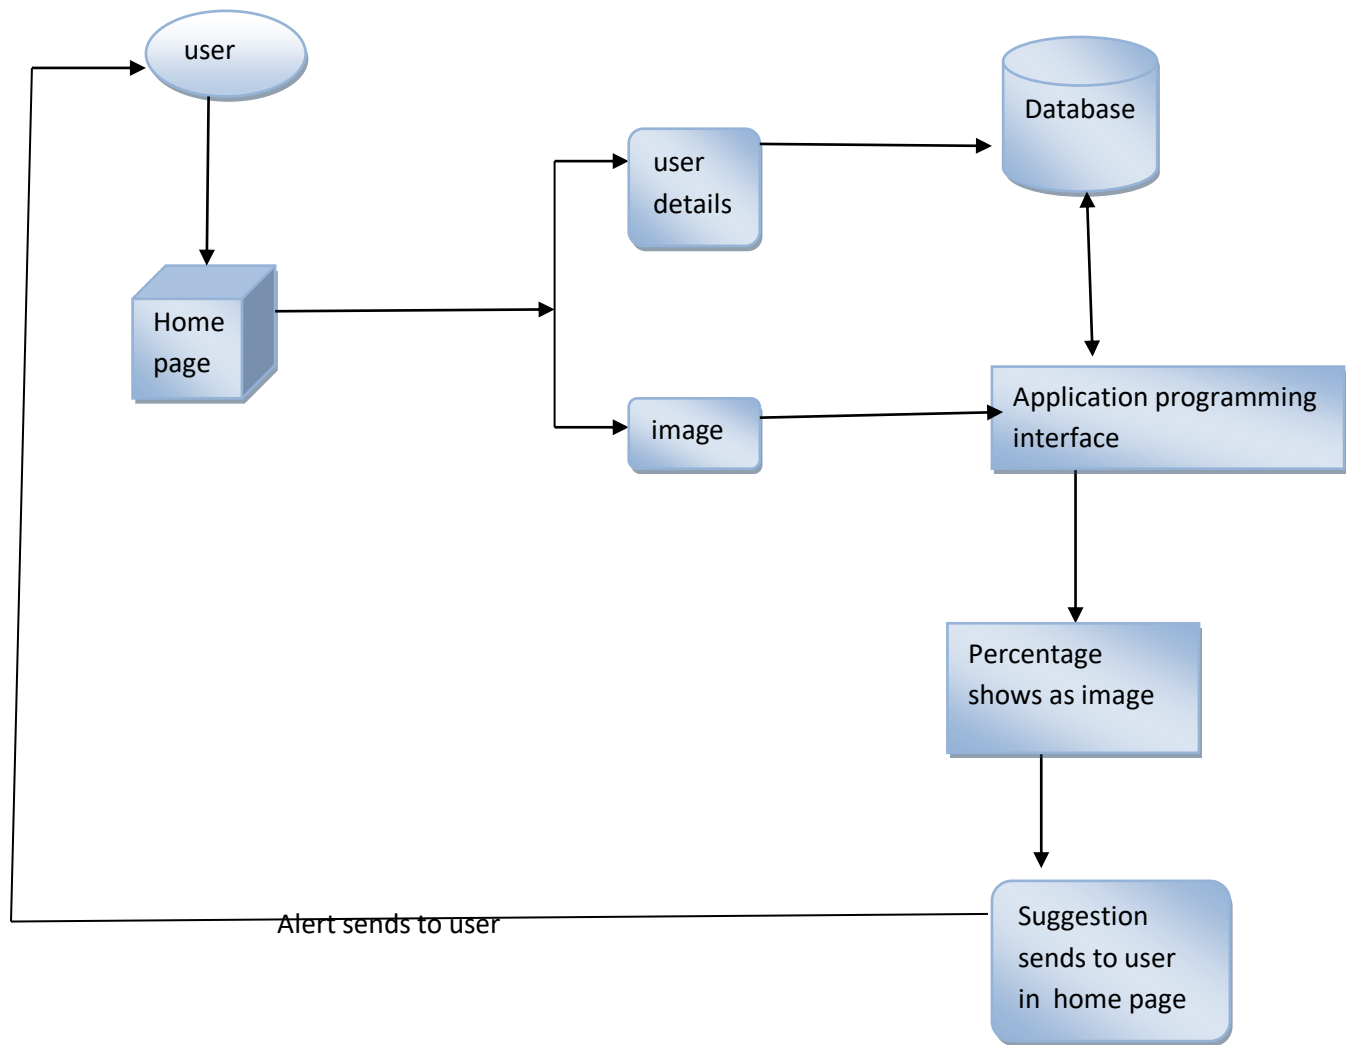 user
Database
user
details
Home
page
image
Application programming
interface
Percentage
shows as image
Alert sends to user
Suggestion
sends to user
in  home page